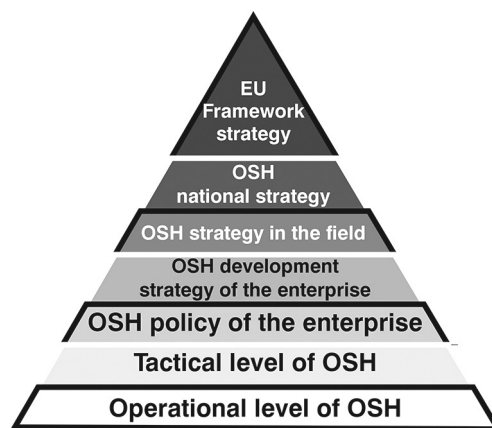 EU
Framework
strategy
OSH
national strategy
OSH strategy in the field
OSH development
strategy of the enterprise
OSH policy of the enterprise
Tactical level of OSH
Operational level of OSH